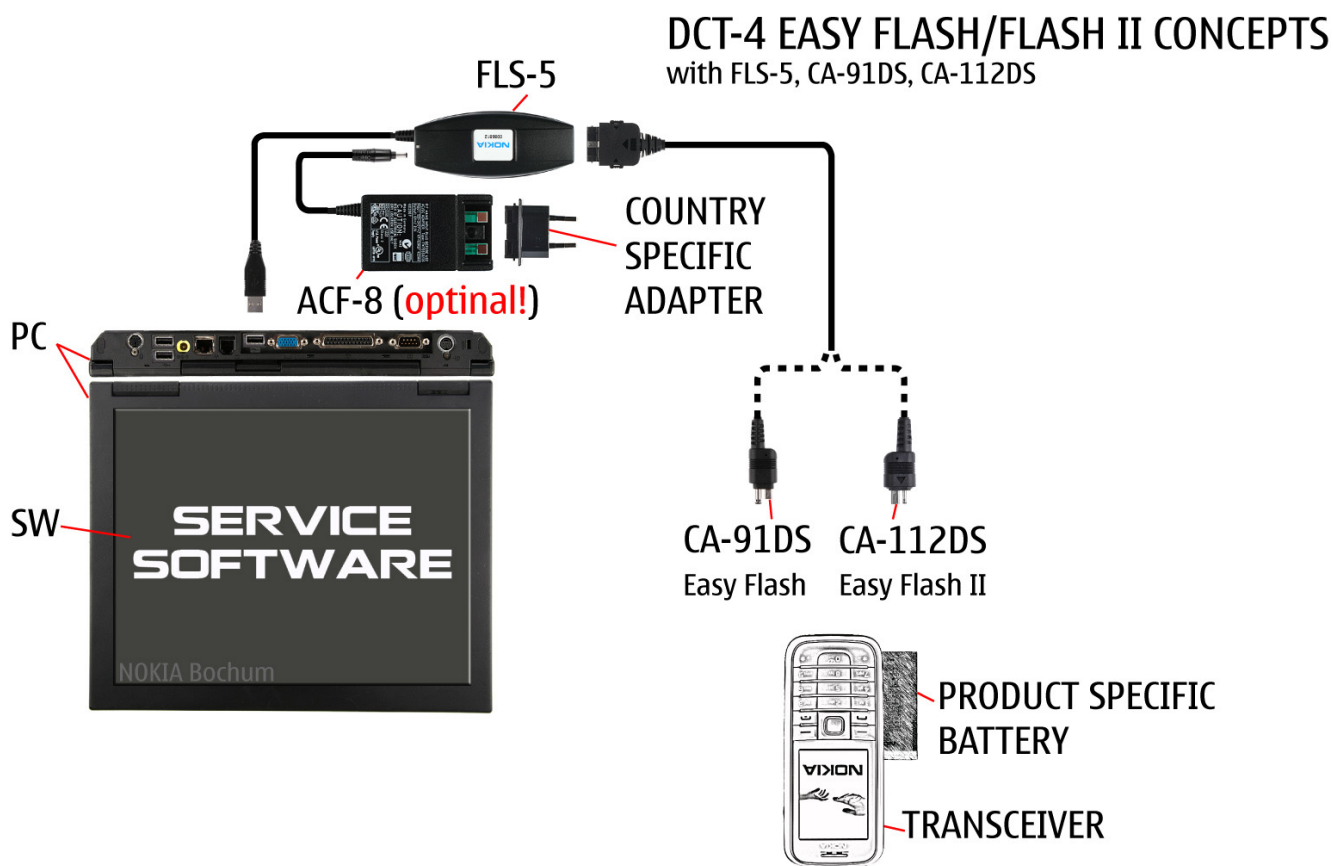 DCT-4 EASY FLASH/FLASH II CONCEPTS
with FLS-5, CA-91DS, CA-112DS
FLS-5
NOKIA
COUNTRY
SPECIFIC
ADAPTER
ACF-8 (optinal!)
PC
SW
SERVICE
SOFTWARE
NOKIA Bochum
CA-91DS
Easy Flash
CA-112DS
Easy Flash II
PRODUCT SPECIFIC
BATTERY
NOKIA
TRANSCEIVER